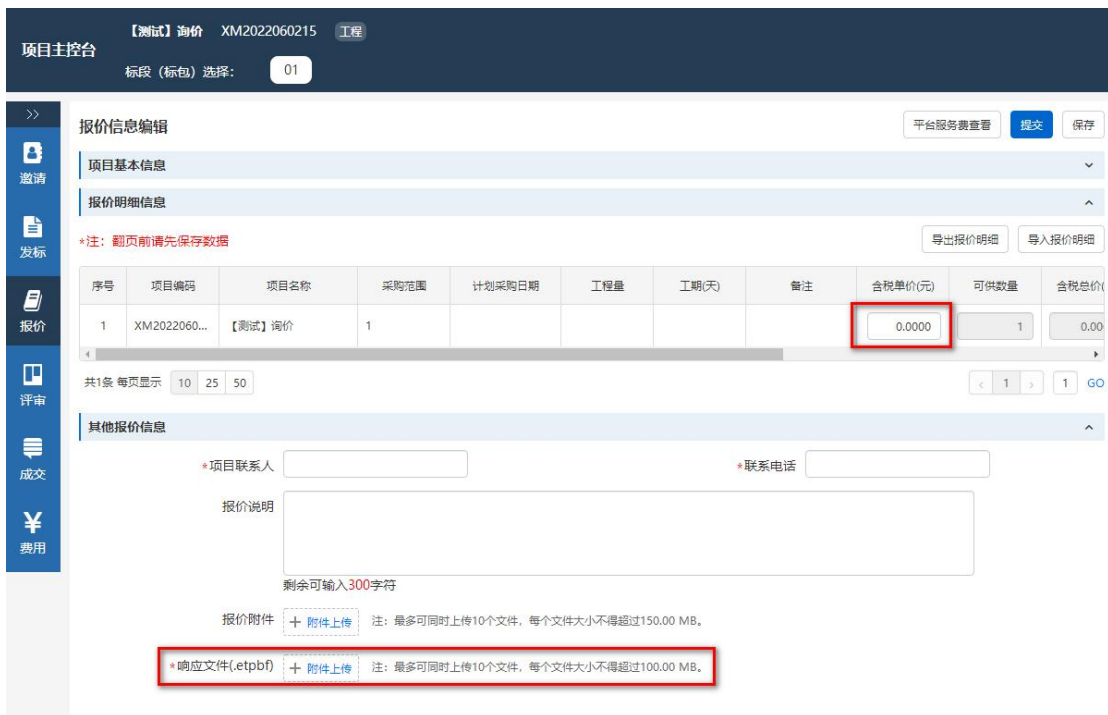 项目主控台
【测试】询价 XM2022060215 工程
标段（标包）选择： 01
>>
邀请
发标
报价
评审
成交
费用
报价信息编辑 平台服务费查看 提交 保存
项目基本信息
报价明细信息
*注：翻页前请先保存数据 导出报价明细 导入报价明细
序号 项目编码 项目名称 采购范围 计划采购日期 工程量 工期(天) 备注 含税单价(元) 可供数量 含税总价(
1 XM2022060... 【测试】询价 1 0.0000 1 0.00
共1条 每页显示 10 25 50 < 1 > 1 GO
其他报价信息
*项目联系人 *联系电话
报价说明
剩余可输入300字符
报价附件 + 附件上传 注：最多可同时上传10个文件，每个文件大小不得超过150.00 MB。
*响应文件(.etpbf) + 附件上传 注：最多可同时上传10个文件，每个文件大小不得超过100.00 MB。